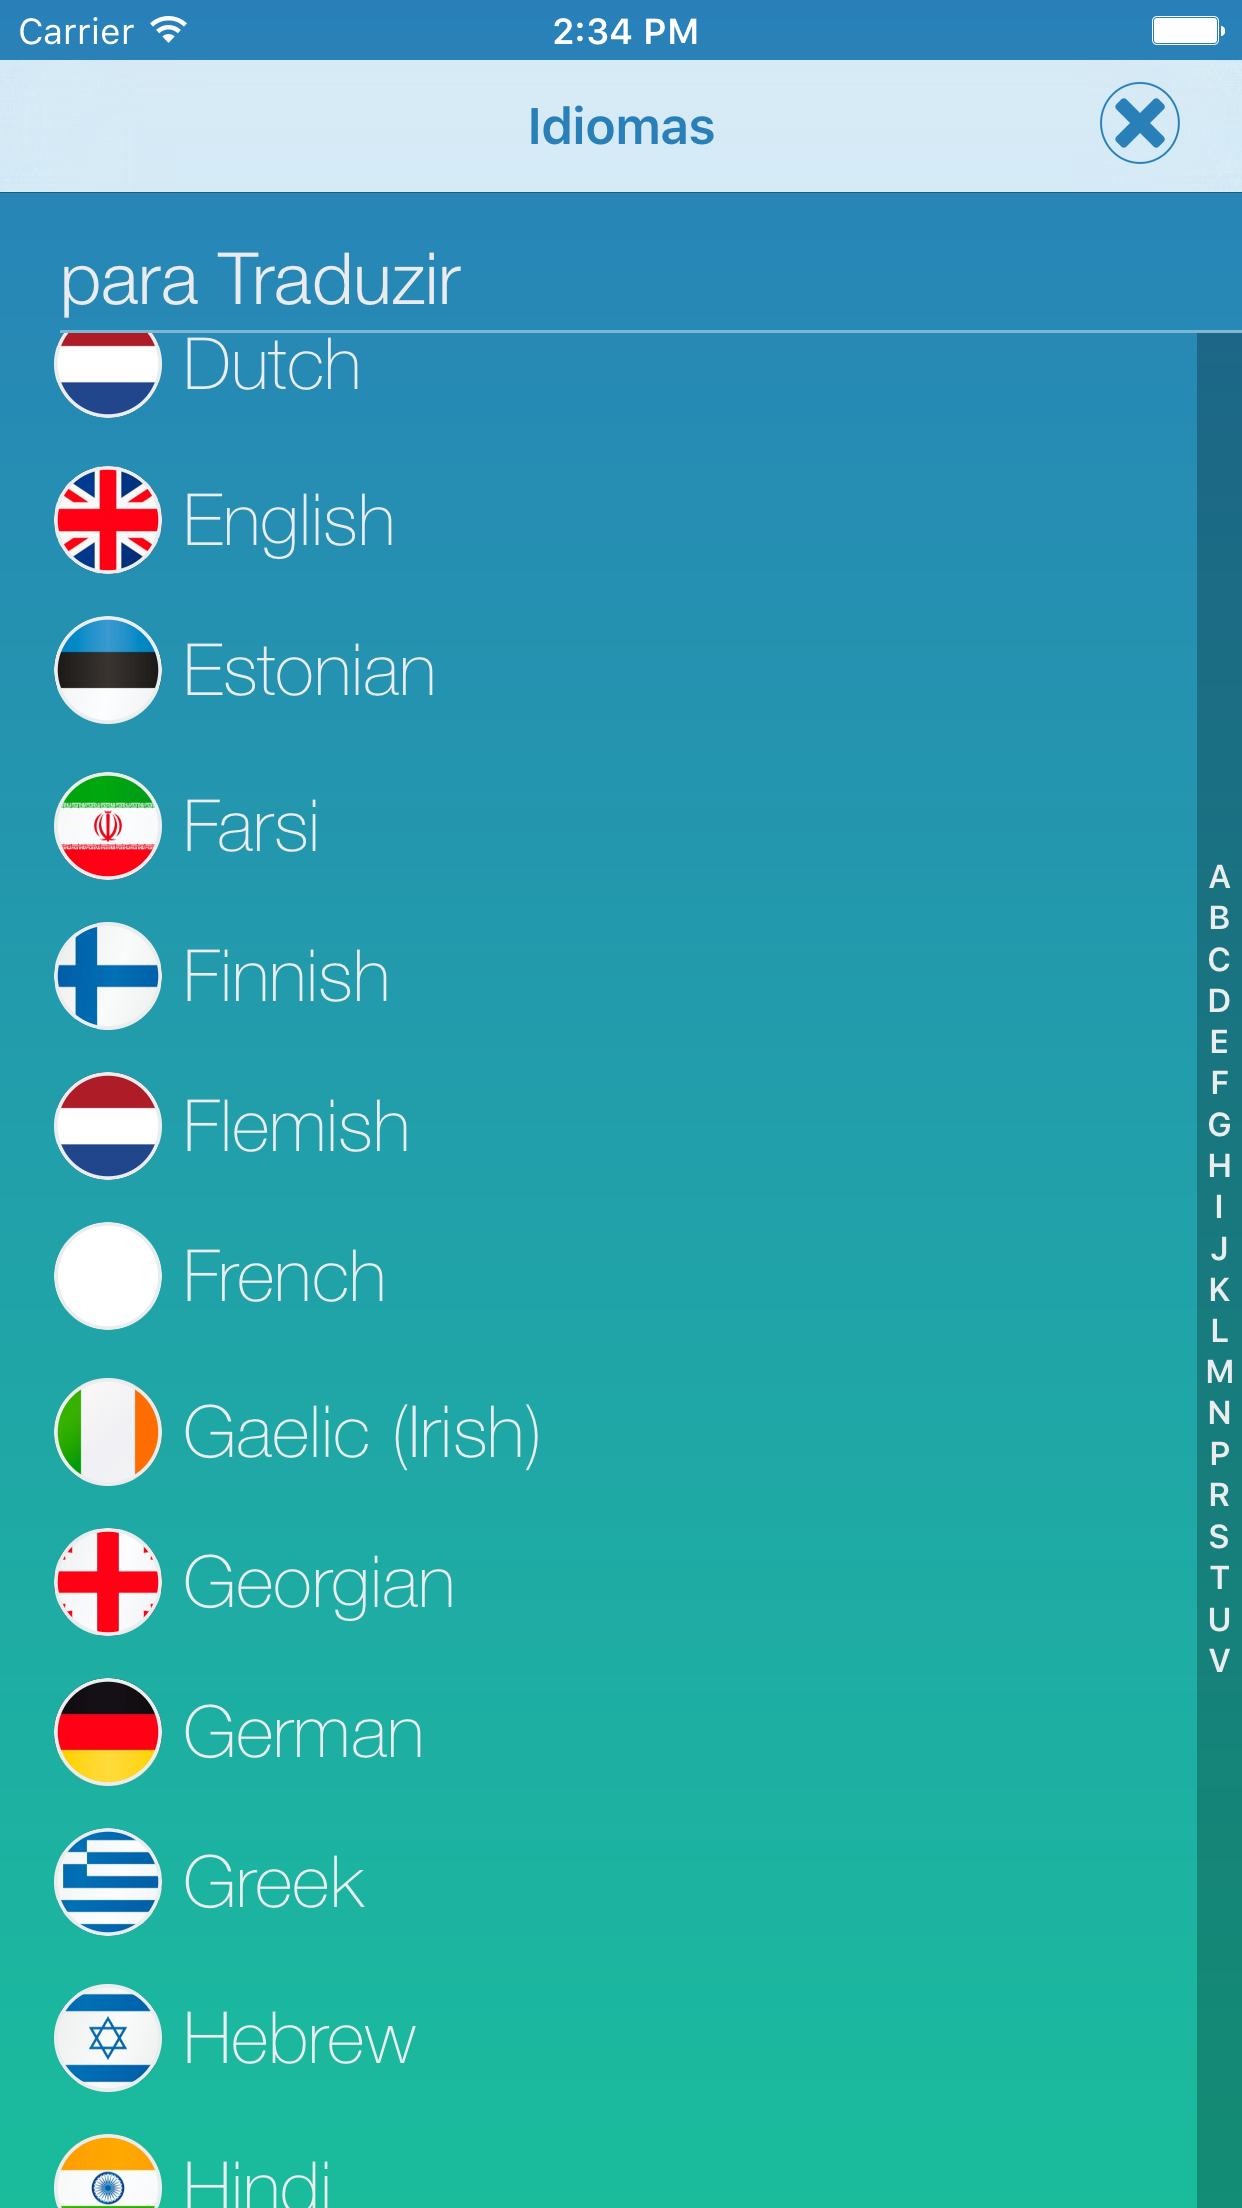 Carrier 2:34 PM
Idiomas
para Traduzir
Dutch
English
Estonian
Farsi
Finnish
Flemish
French
Gaelic (Irish)
Georgian
German
Greek
Hebrew
Hindi
A
B
C
D
E
F
G
H
I
J
K
L
M
N
P
R
S
T
U
V